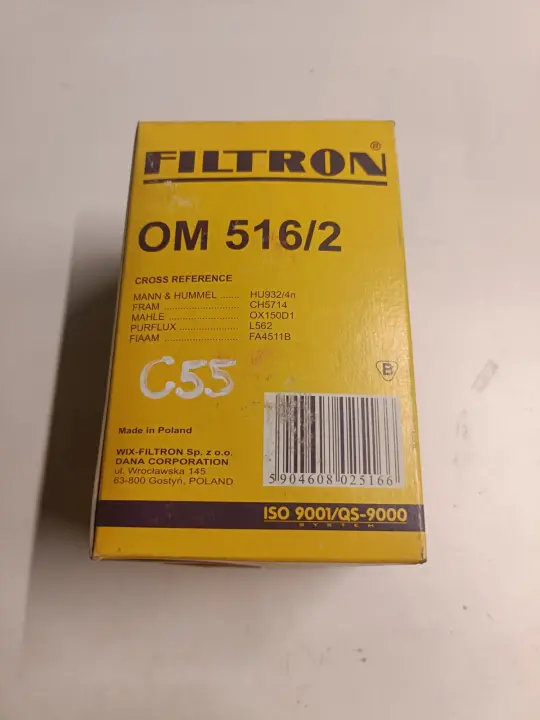 FILTRON®
OM 516/2
CROSS REFERENCE
MANN & HUMMEL ....... HU932/4n
FRAM ............................ CH5714
MAHLE .......................... OX150D1
PURFLUX ...................... L562
FIAAM ............................ FA4511B
C55
B
Made in Poland
WIX-FILTRON Sp. z o.o.
DANA CORPORATION
ul. Wrocławska 145
63-800 Gostyń, POLAND
5 904608 025166
ISO 9001/QS-9000
SYSTEM